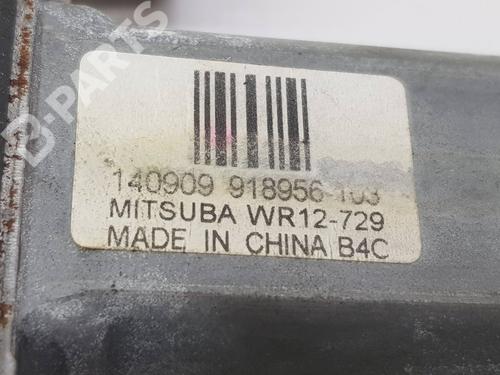 B-PARTS
140909 918956-103
MITSUBA WR12-729
MADE IN CHINA B4C